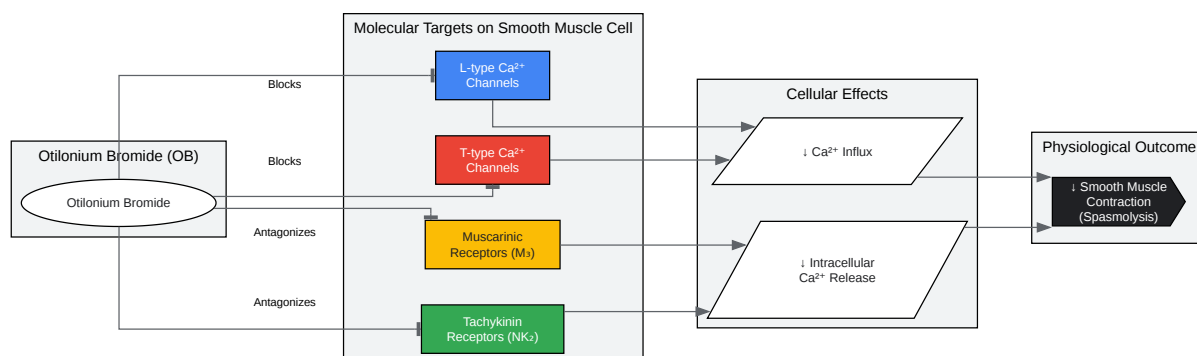 Molecular Targets on Smooth Muscle Cell
L-type Ca²⁺
Channels
Blocks
Cellular Effects
T-type Ca²⁺
Channels
Blocks
↓ Ca²⁺ Influx
Otilonium Bromide (OB)
Otilonium Bromide
Physiological Outcome
↓ Smooth Muscle
Contraction
(Spasmolysis)
Antagonizes
Muscarinic
Receptors (M₃)
↓ Intracellular
Ca²⁺ Release
Antagonizes
Tachykinin
Receptors (NK₂)